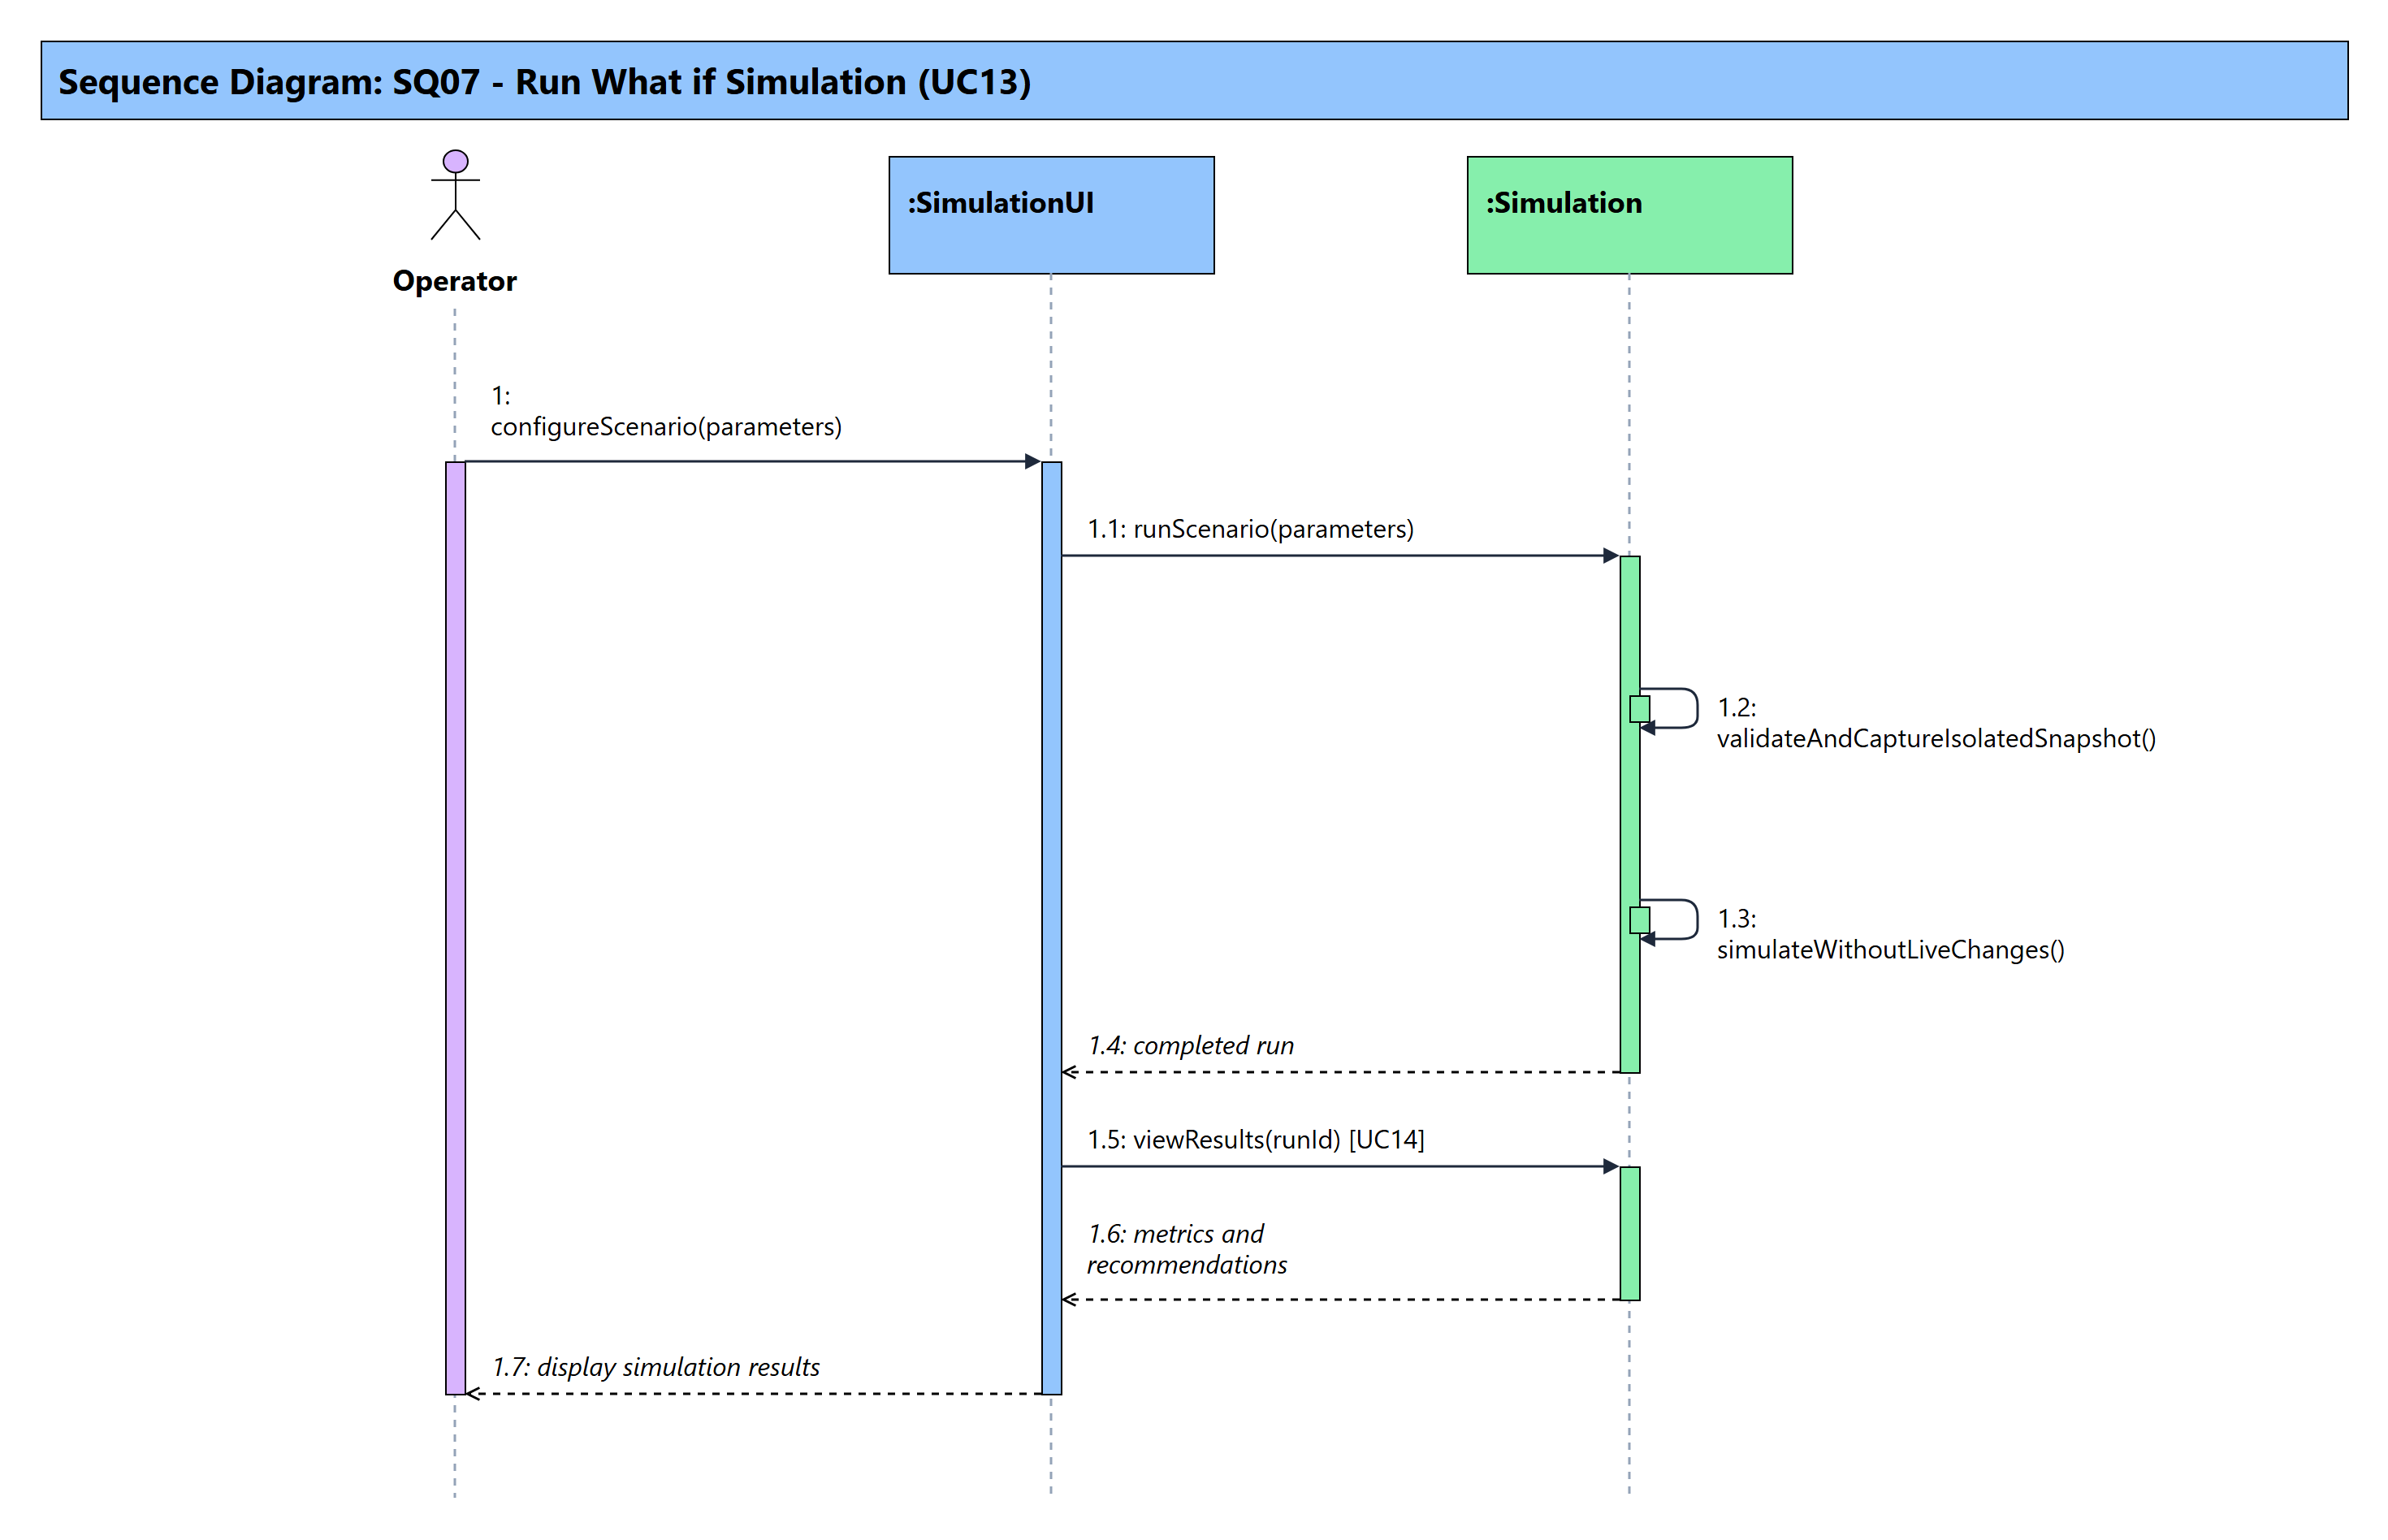 Sequence Diagram: SQ07 - Run What if Simulation (UC13)
:SimulationUI
:Simulation
Operator
1:
configureScenario(parameters)
1.1: runScenario(parameters)
1.2:
validateAndCaptureIsolatedSnapshot()
1.3:
simulateWithoutLiveChanges()
1.4: completed run
1.5: viewResults(runId) [UC14]
1.6: metrics and
recommendations
1.7: display simulation results